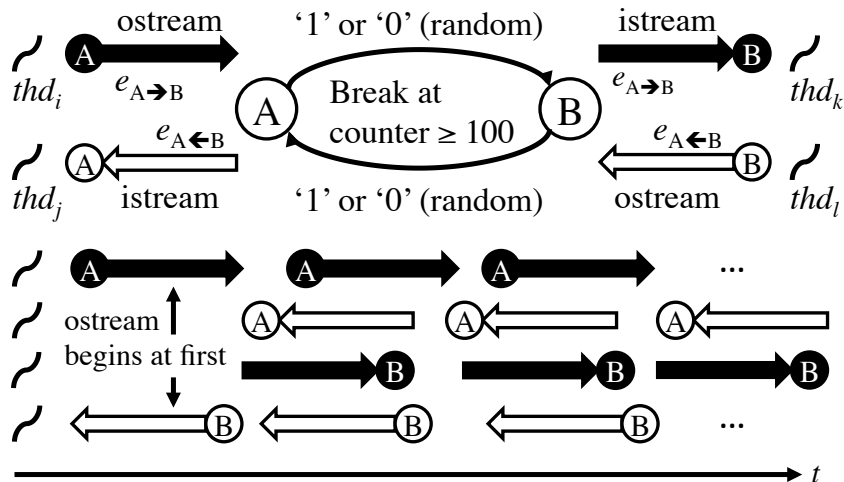 ostream ‘1’ or ‘0’ (random) istream
A B
thd_i e_A➔B e_A➔B thd_k
A Break at B
counter ≥ 100
e_A←B e_A←B
A B
thd_j istream ‘1’ or ‘0’ (random) ostream thd_l
A A A ...
A A A
ostream
begins at first
B B B
B B B ...
t